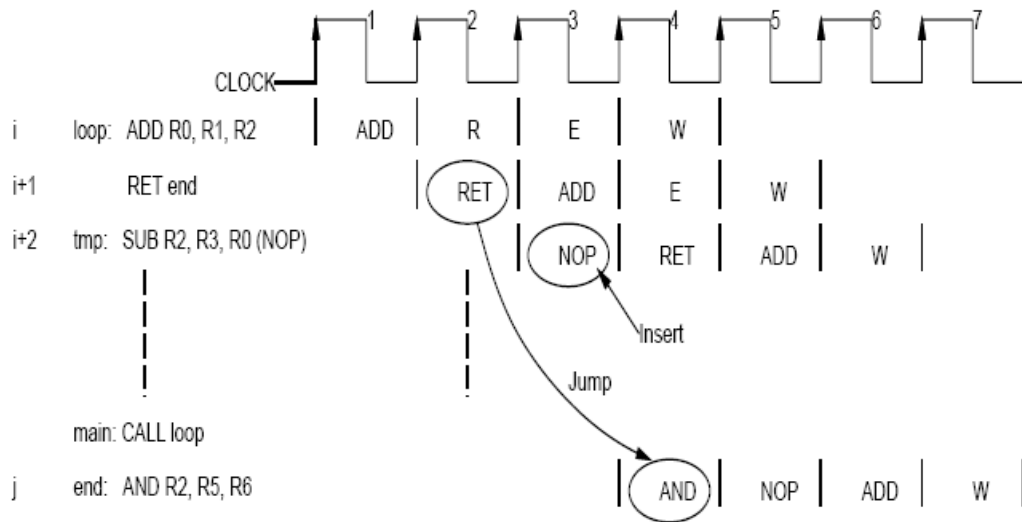 1 2 3 4 5 6 7
CLOCK
i loop: ADD R0, R1, R2 ADD R E W
i+1 RET end RET ADD E W
i+2 tmp: SUB R2, R3, R0 (NOP) NOP RET ADD W
Insert
Jump
main: CALL loop
j end: AND R2, R5, R6 AND NOP ADD W